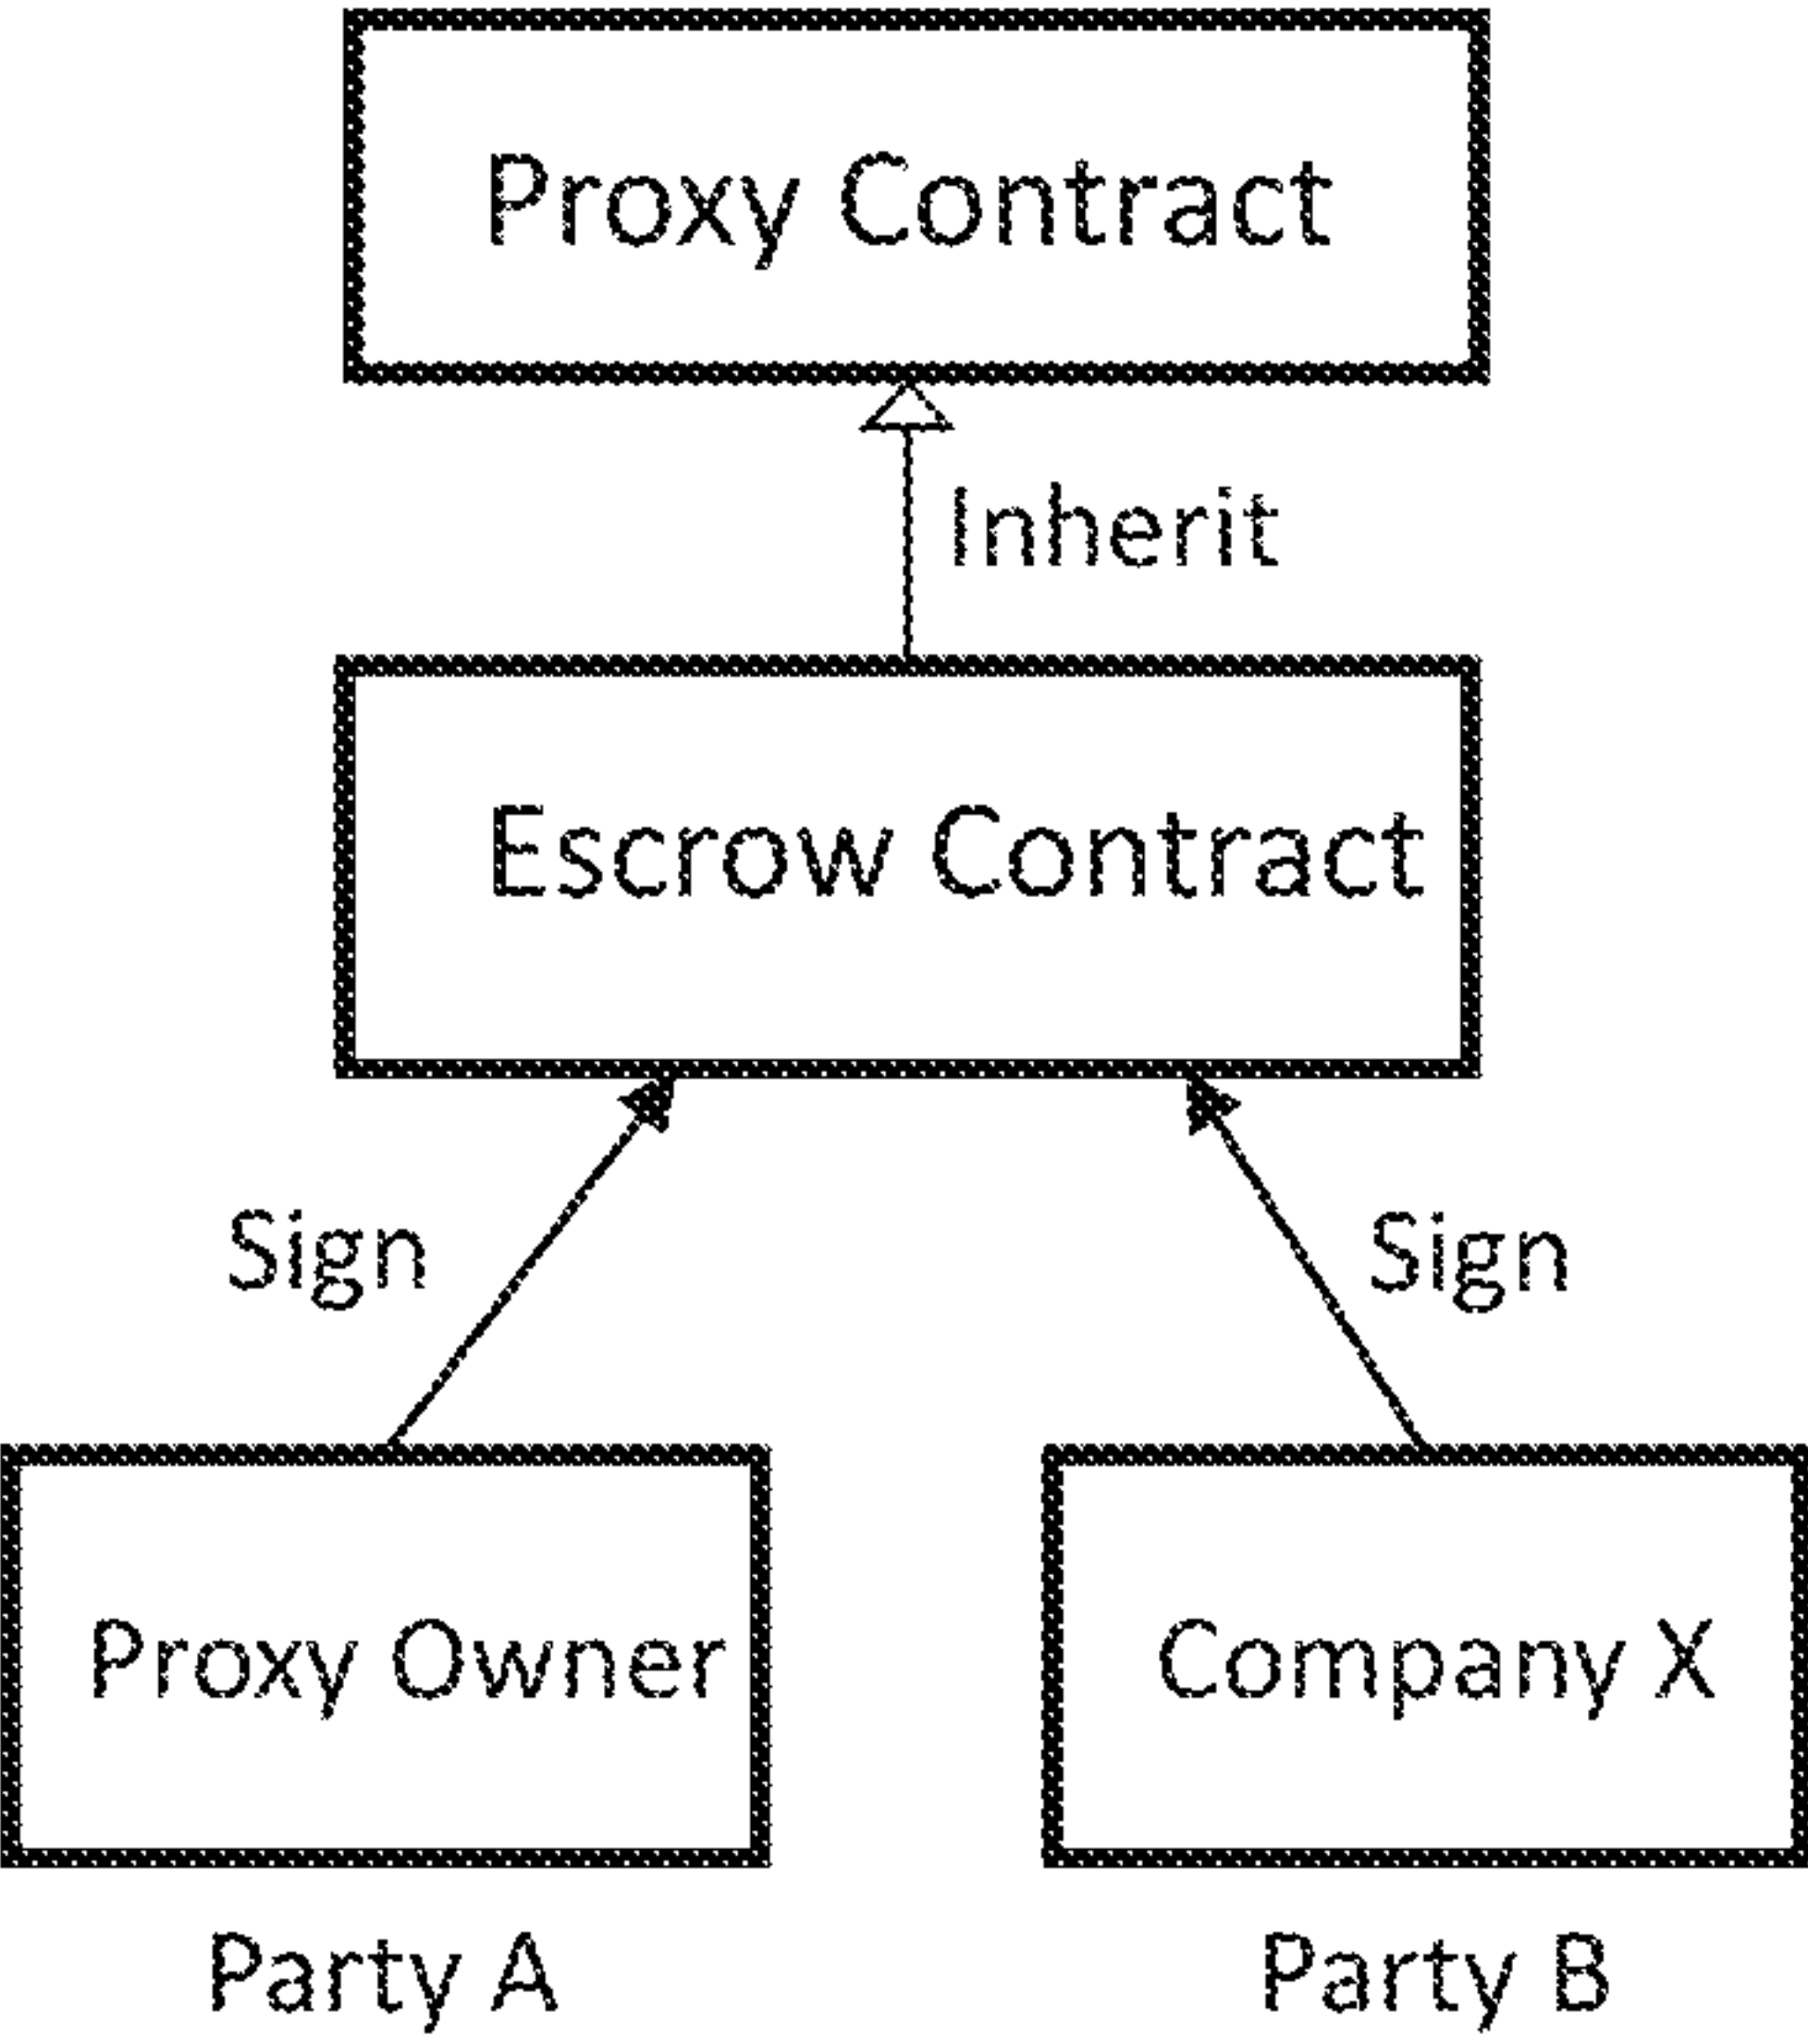 Proxy Contract
Inherit
Escrow Contract
Sign
Sign
Proxy Owner
Company X
Party A
Party B